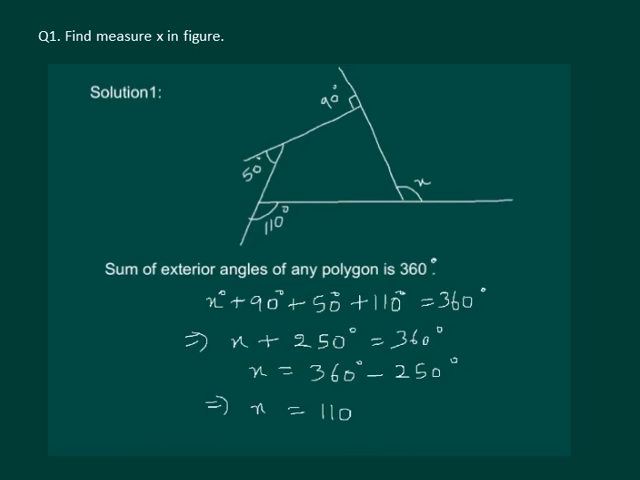 Q1. Find measure x in figure.
Solution1:
90°
50°
x
110°
Sum of exterior angles of any polygon is 360°.
x° + 90° + 50° + 110° = 360°
⇒ x + 250° = 360°
x = 360° - 250°
⇒ x = 110